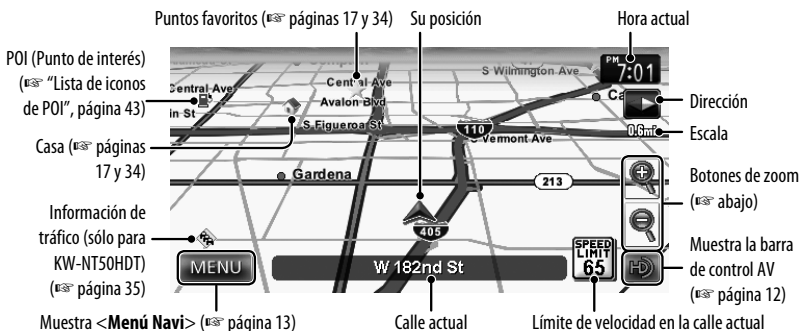 Puntos favoritos (☞ páginas 17 y 34)
Su posición
Hora actual
POI (Punto de interés)
(☞ “Lista de iconos
de POI”, página 43)
Casa (☞ páginas
17 y 34)
Información de
tráfico (sólo para
KW-NT50HDT)
(☞ página 35)
Muestra <Menú Navi> (☞ página 13)
Calle actual
Límite de velocidad en la calle actual
Dirección
Escala
Botones de zoom
(☞ abajo)
Muestra la barra
de control AV
(☞ página 12)
S Wilmington Ave
PM 7:01
Central Ave
Central Ave
in St
Avalon Blvd
Ca
S Figueroa St
110
Vermont Ave
0.6mi
Gardena
213
405
MENU
W 182nd St
SPEED
LIMIT
65
HD